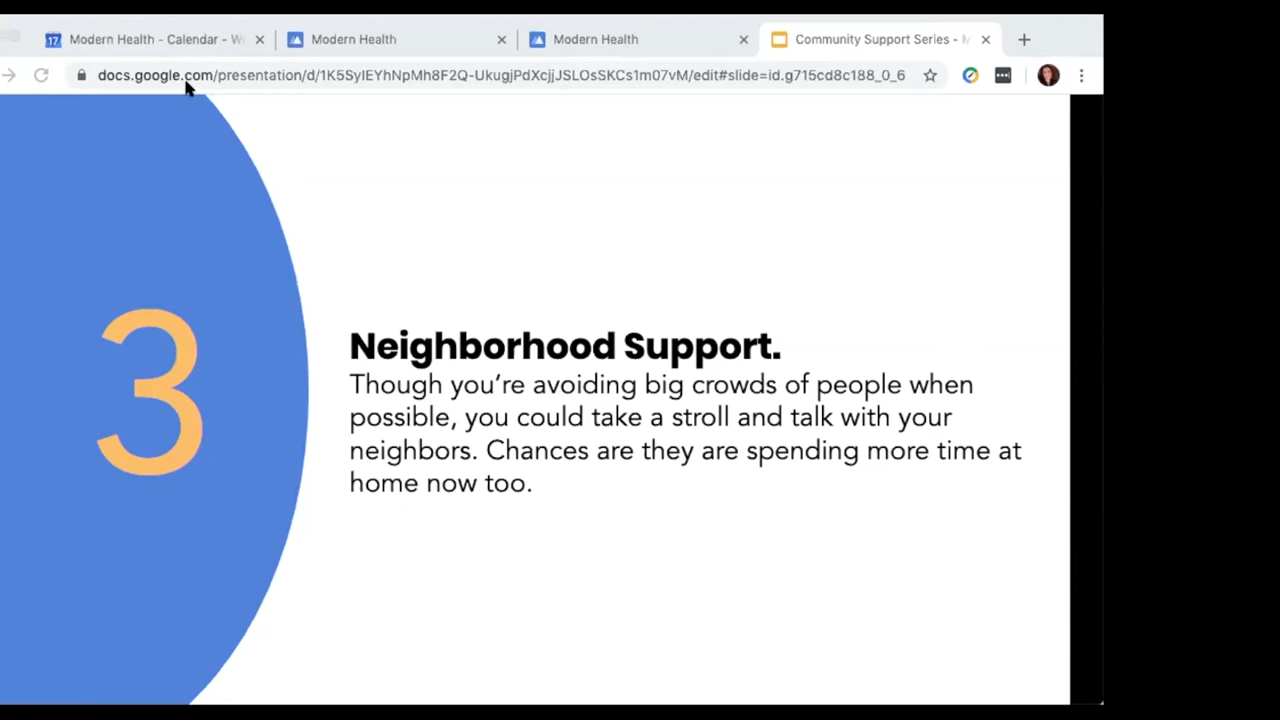 17 Modern Health - Calendar - W
Modern Health
Modern Health
Community Support Series - M
docs.google.com/presentation/d/1K5SyIEYhNpMh8F2Q-UkugjPdXcjjJSLOsSKCs1m07vM/edit#slide=id.g715cd8c188_0_6
3
Neighborhood Support.
Though you’re avoiding big crowds of people when
possible, you could take a stroll and talk with your
neighbors. Chances are they are spending more time at
home now too.